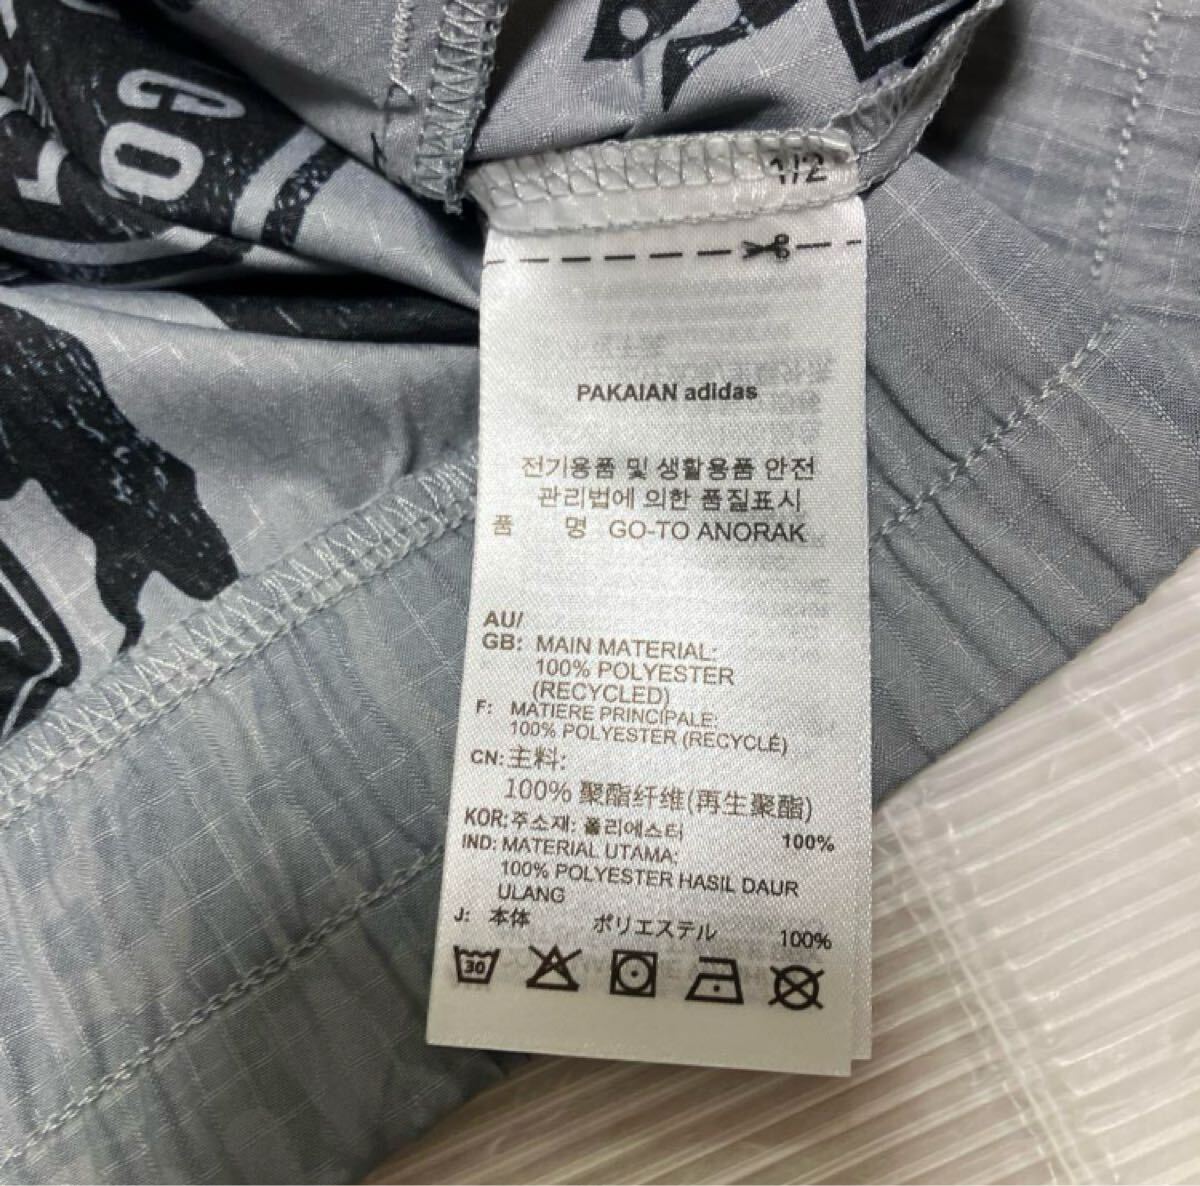 CO
1/2
PAKAIAN adidas
전기용품 및 생활용품 안전
관리법에 의한 품질표시
품 명 GO-TO ANORAK
AU/
GB: MAIN MATERIAL:
100% POLYESTER
(RECYCLED)
F: MATIERE PRINCIPALE:
100% POLYESTER (RECYCLÉ)
CN: 主料:
100% 聚酯纤维(再生聚酯)
KOR: 주소재: 폴리에스터 100%
IND: MATERIAL UTAMA:
100% POLYESTER HASIL DAUR
ULANG
J: 本体 ポリエステル 100%
30